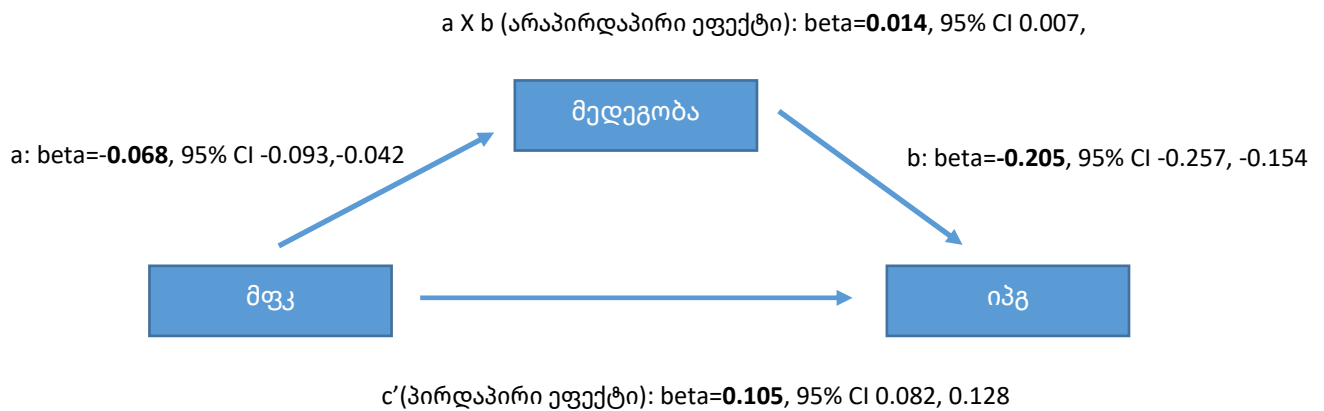 a X b (არაპირდაპირი ეფექტი): beta=0.014, 95% CI 0.007,
მედეგობა
a: beta=-0.068, 95% CI -0.093,-0.042
b: beta=-0.205, 95% CI -0.257, -0.154
მფკ
იპგ
c’(პირდაპირი ეფექტი): beta=0.105, 95% CI 0.082, 0.128